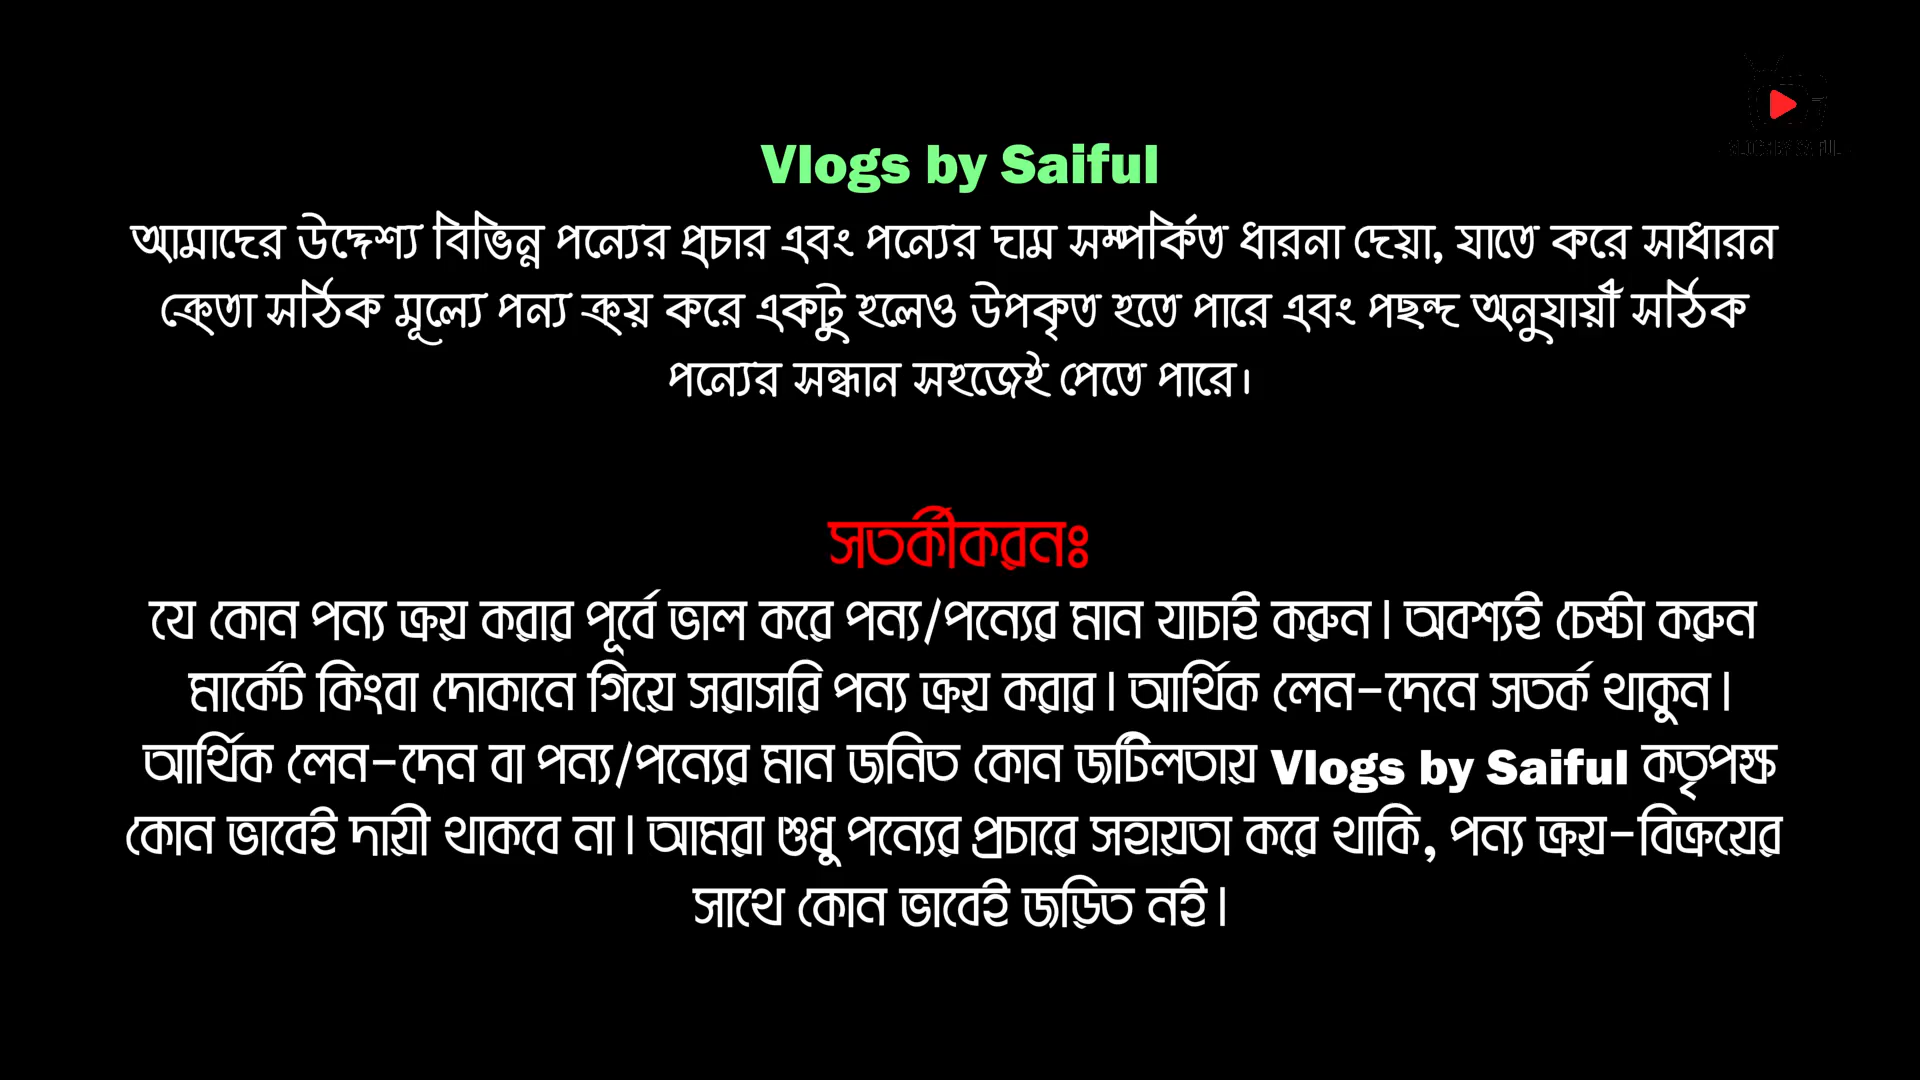 Vlogs by Saiful
আমাদের উদ্দেশ্য বিভিন্ন পন্যের প্রচার এবং পন্যের দাম সম্পর্কিত ধারনা দেয়া, যাতে করে সাধারন
ক্রেতা সঠিক মূল্যে পন্য ক্রয় করে একটু হলেও উপকৃত হতে পারে এবং পছন্দ অনুযায়ী সঠিক
পন্যের সন্ধান সহজেই পেতে পারে।
সতর্কীকরনঃ
যে কোন পন্য ক্রয় করার পূর্বে ভাল করে পন্য/পন্যের মান যাচাই করুন। অবশ্যই চেষ্টা করুন
মার্কেট কিংবা দোকানে গিয়ে সরাসরি পন্য ক্রয় করার। আর্থিক লেন-দেনে সতর্ক থাকুন।
আর্থিক লেন-দেন বা পন্য/পন্যের মান জনিত কোন জটিলতায় Vlogs by Saiful কতৃপক্ষ
কোন ভাবেই দায়ী থাকবে না। আমরা শুধু পন্যের প্রচারে সহায়তা করে থাকি, পন্য ক্রয়-বিক্রয়ের
সাথে কোন ভাবেই জড়িত নই।